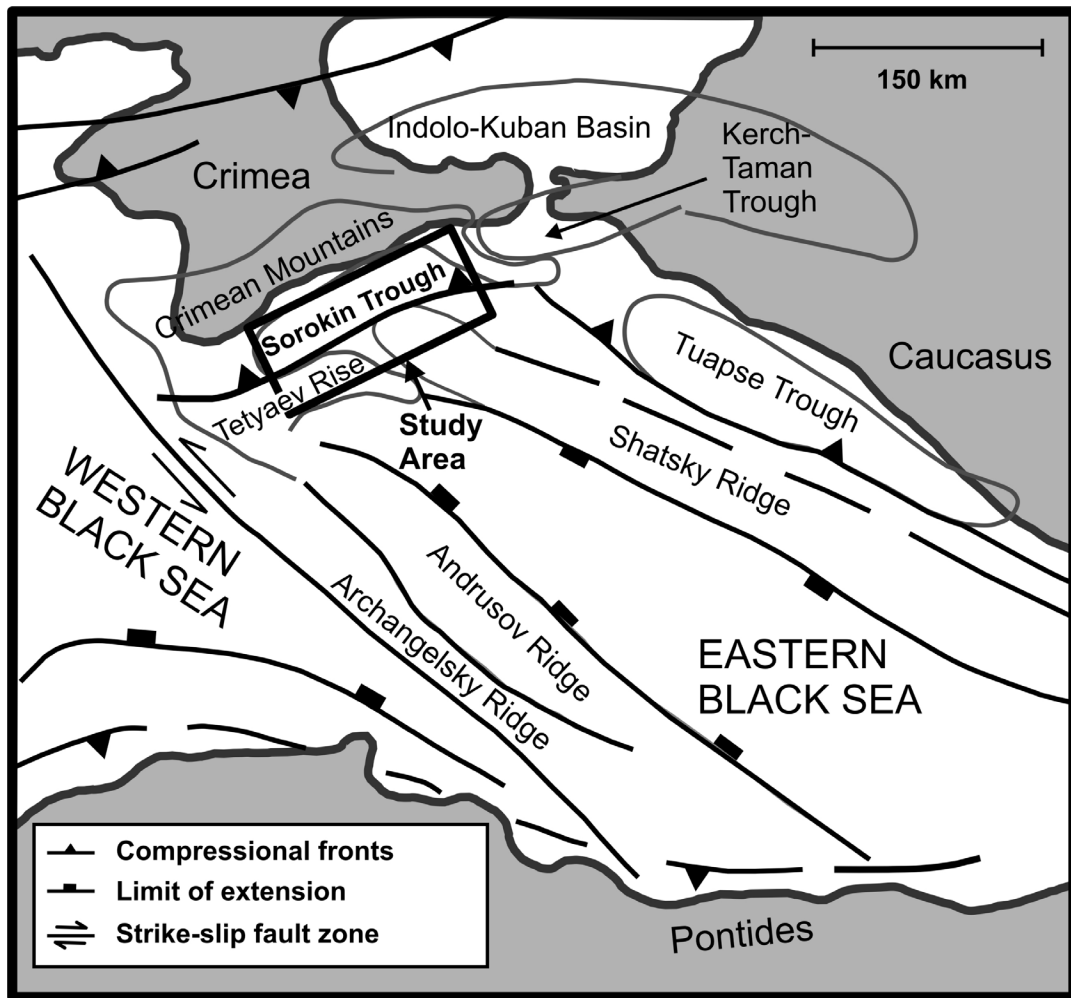 150 km
Indolo-Kuban Basin
Kerch-
Taman
Trough
Crimea
Crimean Mountains
Sorokin Trough
Tetyaev Rise
Study
Area
Tuapse Trough
Caucasus
Shatsky Ridge
WESTERN
BLACK SEA
Andrusov Ridge
Archangelsky Ridge
EASTERN
BLACK SEA
Compressional fronts
Limit of extension
Strike-slip fault zone
Pontides